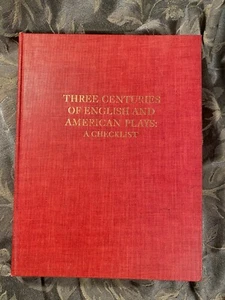 THREE CENTURIES
OF ENGLISH AND
AMERICAN PLAYS:
A CHECKLIST